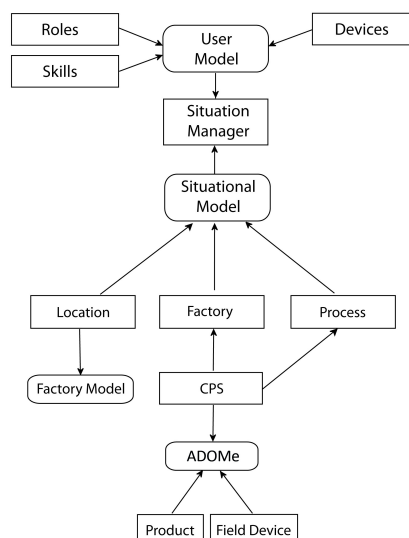 Roles
User
Model
Devices
Skills
Situation
Manager
Situational
Model
Location
Factory
Process
Factory Model
CPS
ADOMe
Product
Field Device